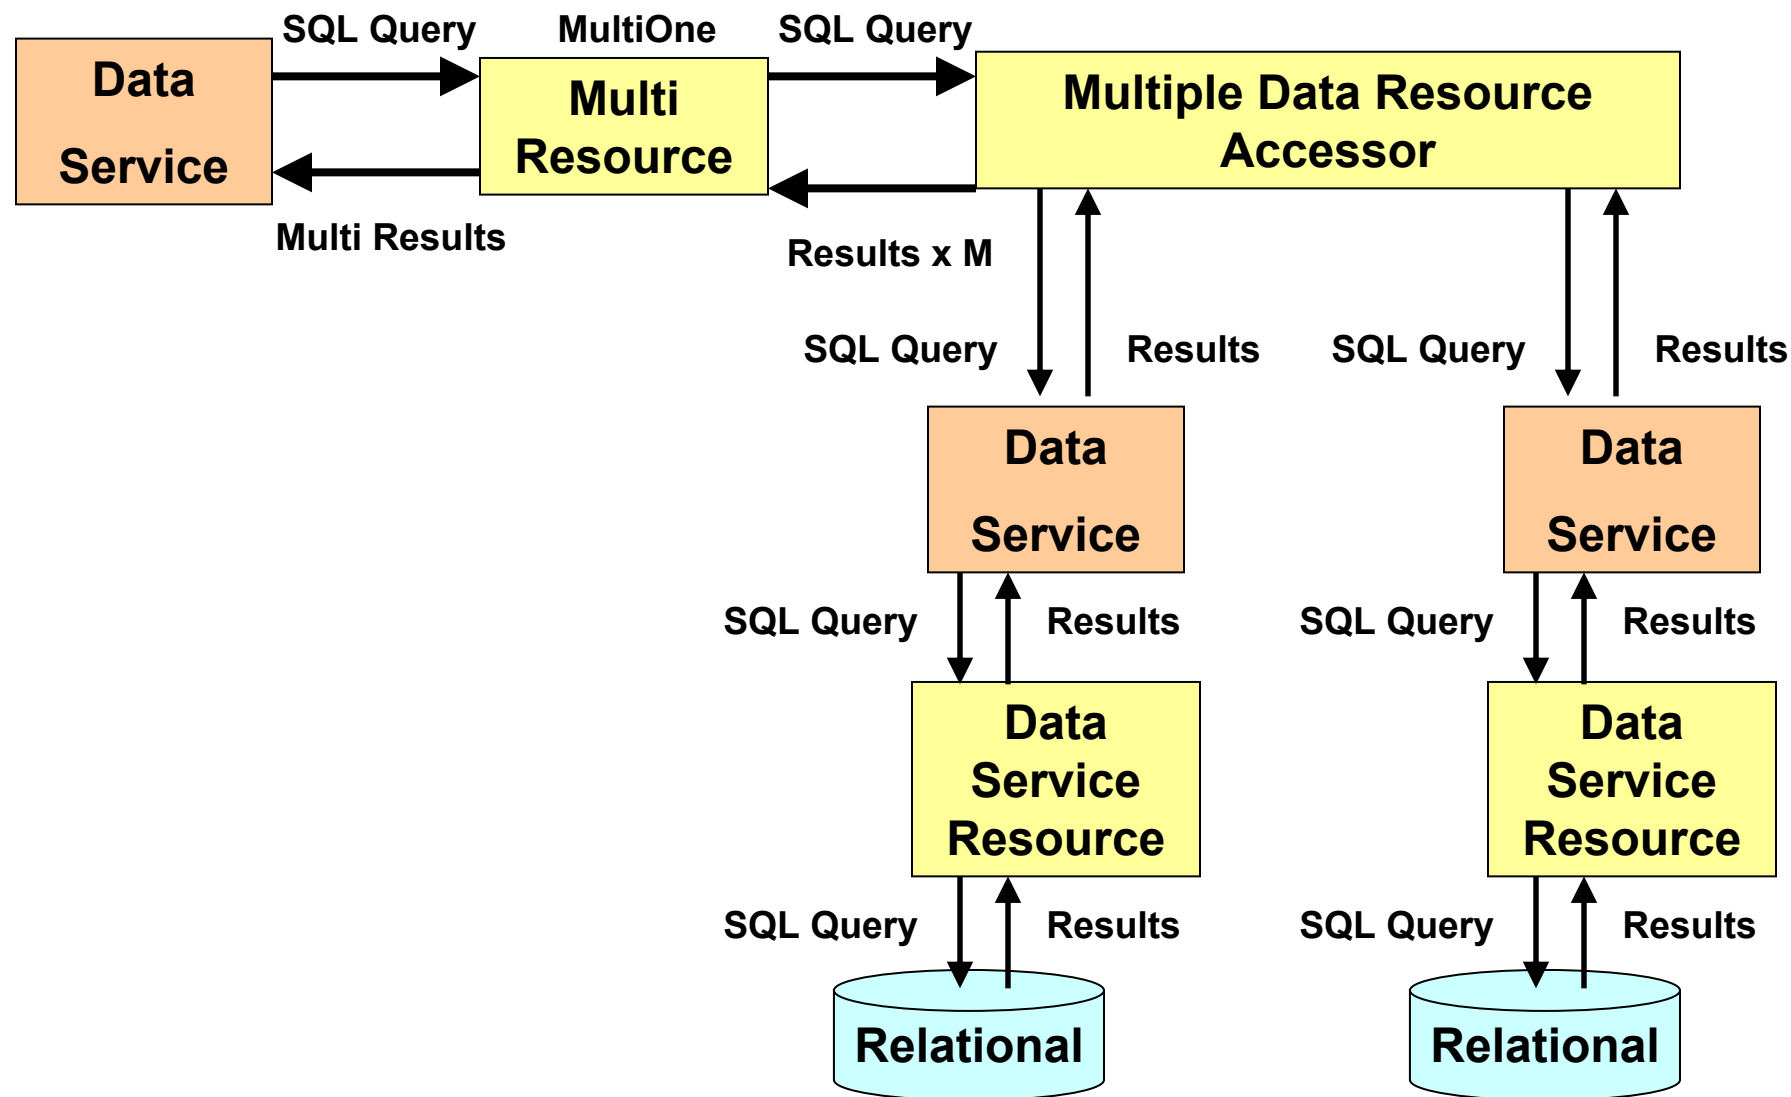 SQL Query
MultiOne
SQL Query
Data
Service
Multi
Resource
Multiple Data Resource
Accessor
Multi Results
Results x M
SQL Query
Results
SQL Query
Results
Data
Service
Data
Service
SQL Query
Results
SQL Query
Results
Data
Service
Resource
Data
Service
Resource
SQL Query
Results
SQL Query
Results
Relational
Relational